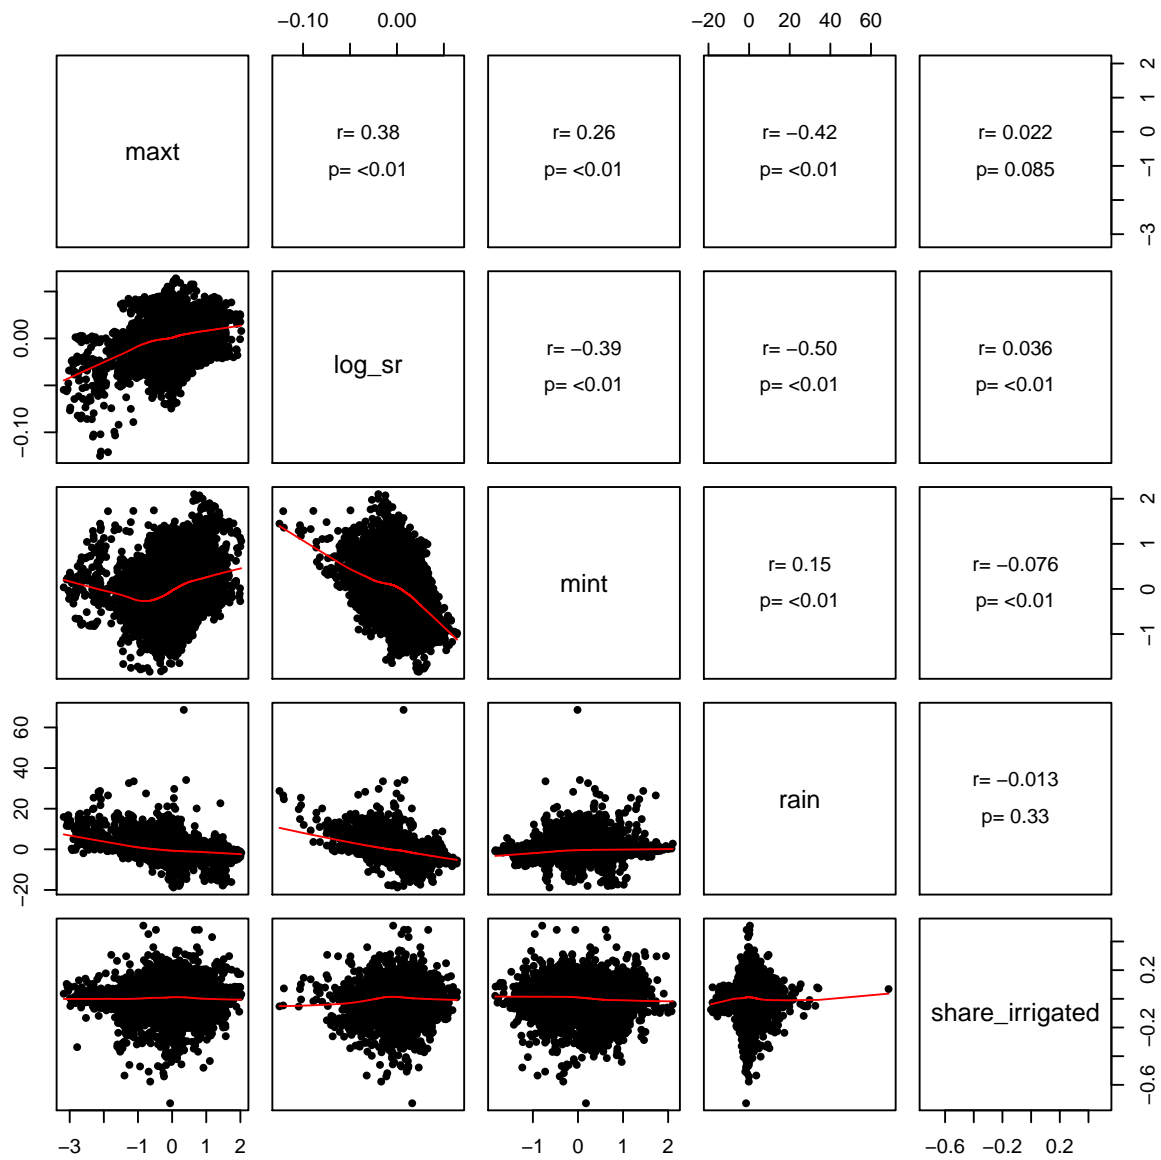 −0.10 0.00
−20 0 20 40 60
maxt
r= 0.38
p= <0.01
r= 0.26
p= <0.01
r= −0.42
p= <0.01
r= 0.022
p= 0.085
−3 −1 0 1 2
−0.10 0.00
log_sr
r= −0.39
p= <0.01
r= −0.50
p= <0.01
r= 0.036
p= <0.01
mint
r= 0.15
p= <0.01
r= −0.076
p= <0.01
−1 0 1 2
−20 0 20 40 60
rain
r= −0.013
p= 0.33
share_irrigated
−0.6 −0.2 0.2
−3 −1 0 1 2
−1 0 1 2
−0.6 −0.2 0.2